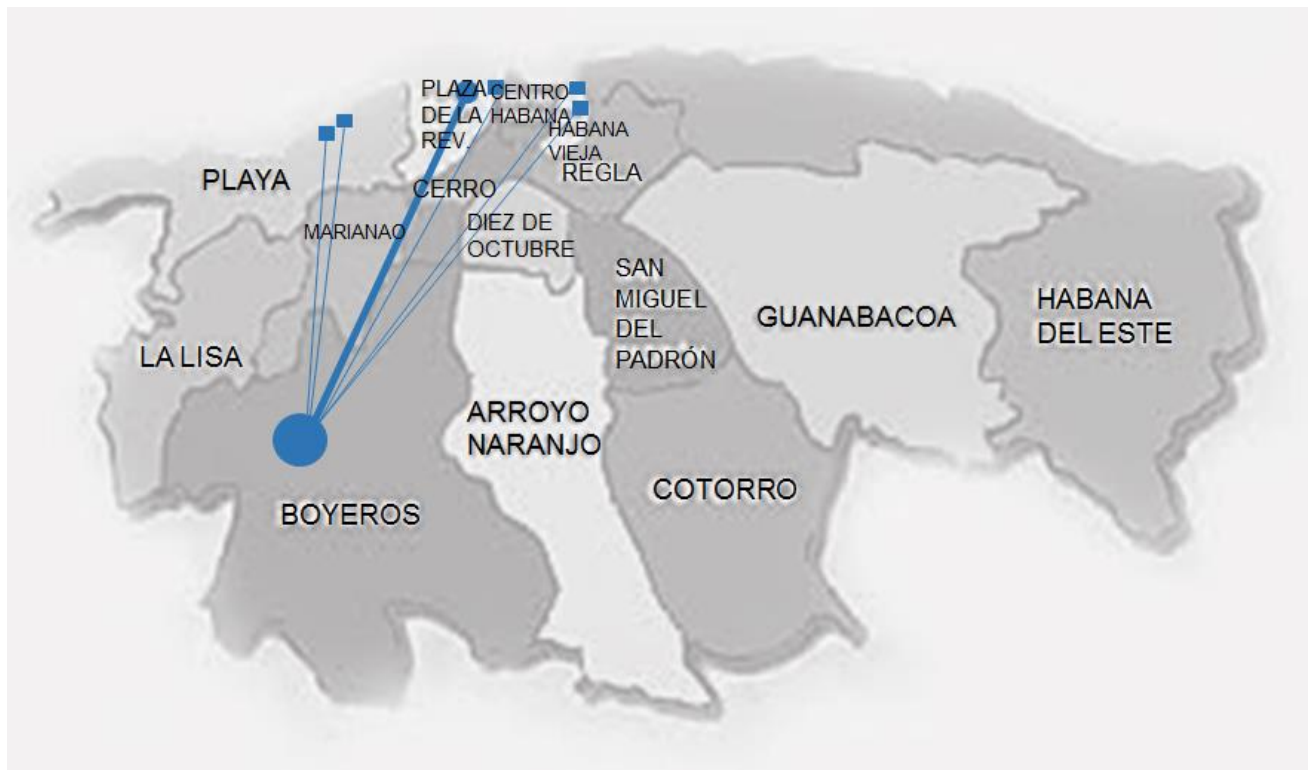 PLAZA
DE LA
REV.
CENTRO
HABANA
HABANA
VIEJA
REGLA
PLAYA
CERRO
MARIANAO
DIEZ DE
OCTUBRE
SAN
MIGUEL
DEL
PADRÓN
GUANABACOA
HABANA
DEL ESTE
LA LISA
ARROYO
NARANJO
COTORRO
BOYEROS